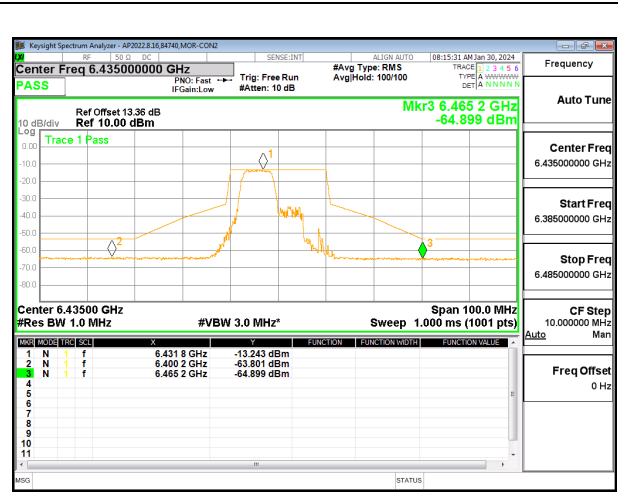 Keysight Spectrum Analyzer - AP2022.8.16,84740,MOR-CON2
RF 50 Ω DC SENSE:INT ALIGN AUTO 08:15:31 AM Jan 30, 2024
Center Freq 6.435000000 GHz
PASS
PNO: Fast
IFGain:Low
Trig: Free Run
#Atten: 10 dB
#Avg Type: RMS
Avg|Hold: 100/100
TRACE 1 2 3 4 5 6
TYPE A WWWWW
DET A N N N N N
Frequency
Auto Tune
Center Freq
6.435000000 GHz
Start Freq
6.385000000 GHz
Stop Freq
6.485000000 GHz
CF Step
10.000000 MHz
Auto Man
Freq Offset
0 Hz
Ref Offset 13.36 dB
10 dB/div Ref 10.00 dBm
Mkr3 6.465 2 GHz
-64.899 dBm
Log
Trace 1 Pass
0.00
-10.0
-20.0
-30.0
-40.0
-50.0
-60.0
-70.0
-80.0
1
2
3
Center 6.43500 GHz Span 100.0 MHz
#Res BW 1.0 MHz #VBW 3.0 MHz* Sweep 1.000 ms (1001 pts)
MKR MODE TRC SCL X Y FUNCTION FUNCTION WIDTH FUNCTION VALUE
1 N 1 f 6.431 8 GHz -13.243 dBm
2 N 1 f 6.400 2 GHz -63.801 dBm
3 N 1 f 6.465 2 GHz -64.899 dBm
4
5
6
7
8
9
10
11
MSG STATUS